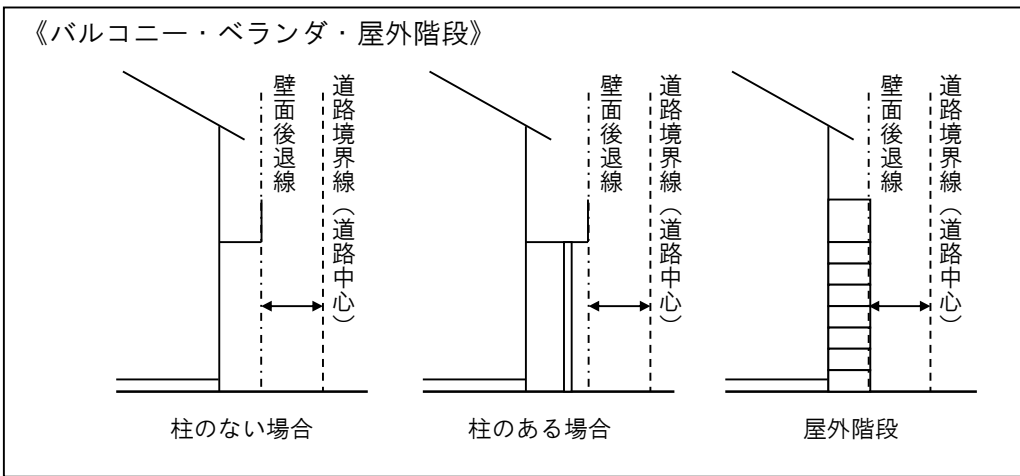 《バルコニー・ベランダ・屋外階段》
壁面後退線
道路境界線（道路中心）
壁面後退線
道路境界線（道路中心）
壁面後退線
道路境界線（道路中心）
柱のない場合
柱のある場合
屋外階段